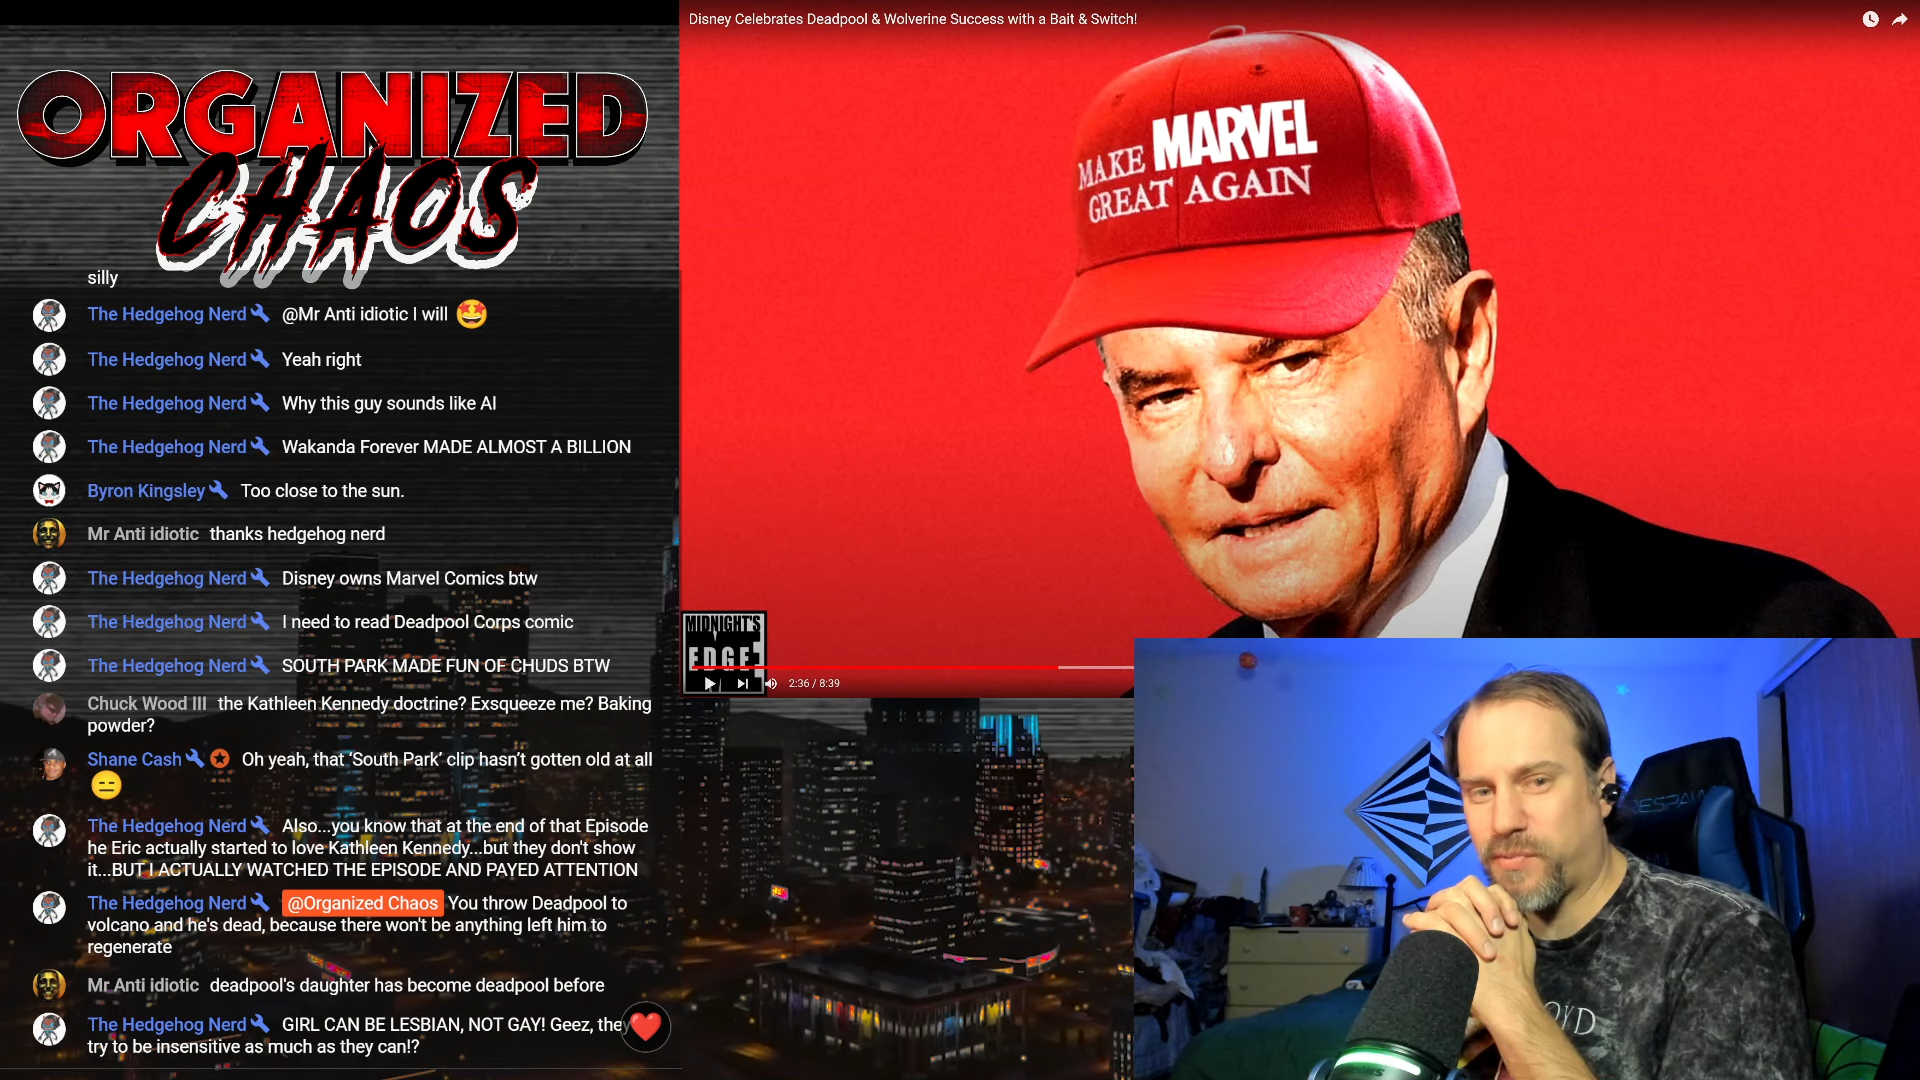 Disney Celebrates Deadpool & Wolverine Success with a Bait & Switch!
ORGANIZED
CHAOS
silly
The Hedgehog Nerd @Mr Anti idiotic I will 🤩
The Hedgehog Nerd Yeah right
The Hedgehog Nerd Why this guy sounds like AI
The Hedgehog Nerd Wakanda Forever MADE ALMOST A BILLION
Byron Kingsley Too close to the sun.
Mr Anti idiotic thanks hedgehog nerd
The Hedgehog Nerd Disney owns Marvel Comics btw
The Hedgehog Nerd I need to read Deadpool Corps comic
The Hedgehog Nerd SOUTH PARK MADE FUN OF CHUDS BTW
Chuck Wood III the Kathleen Kennedy doctrine? Exsqueeze me? Baking
powder?
Shane Cash Oh yeah, that ‘South Park’ clip hasn’t gotten old at all
😑
The Hedgehog Nerd Also...you know that at the end of that Episode
he Eric actually started to love Kathleen Kennedy...but they don't show
it...BUT I ACTUALLY WATCHED THE EPISODE AND PAYED ATTENTION
The Hedgehog Nerd @Organized Chaos You throw Deadpool to
volcano and he's dead, because there won't be anything left him to
regenerate
Mr Anti idiotic deadpool's daughter has become deadpool before
The Hedgehog Nerd GIRL CAN BE LESBIAN, NOT GAY! Geez, they
try to be insensitive as much as they can!?
MAKE MARVEL
GREAT AGAIN
MIDNIGHT'S
EDGE
2:36 / 8:39
RESPAWN